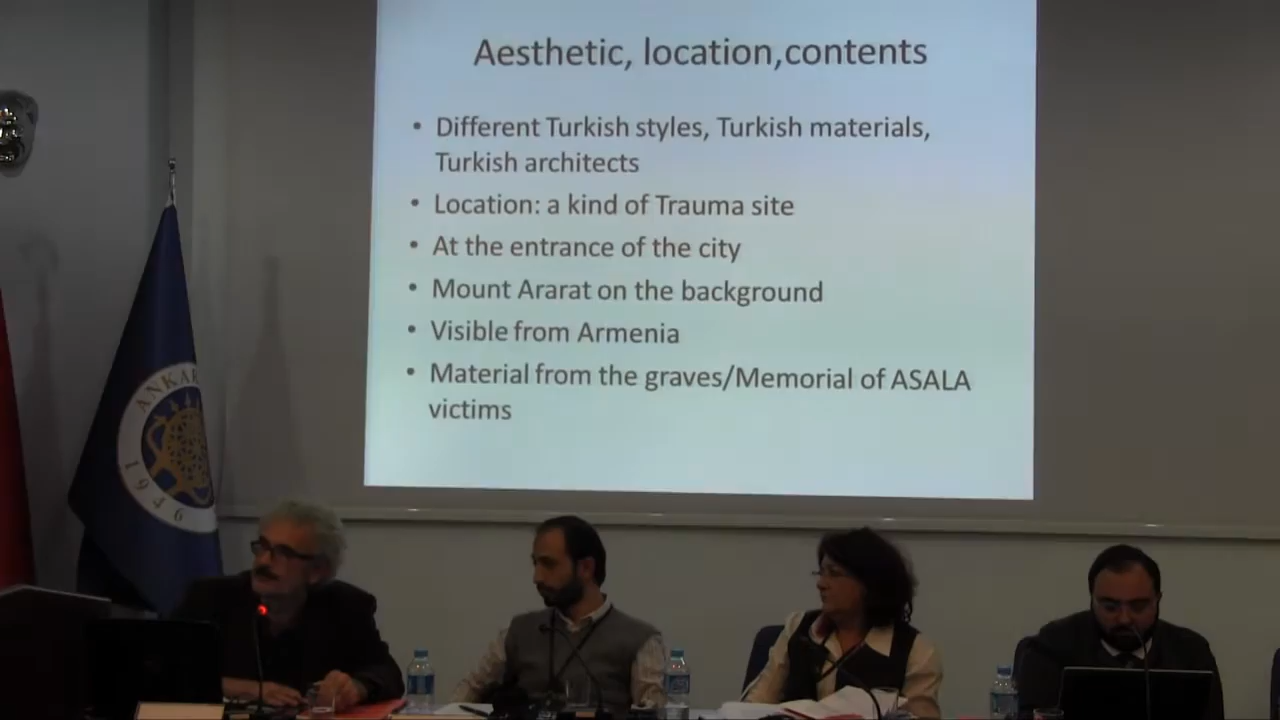 Aesthetic, location,contents
• Different Turkish styles, Turkish materials,
Turkish architects
• Location: a kind of Trauma site
• At the entrance of the city
• Mount Ararat on the background
• Visible from Armenia
• Material from the graves/Memorial of ASALA
victims
ANKA
1946